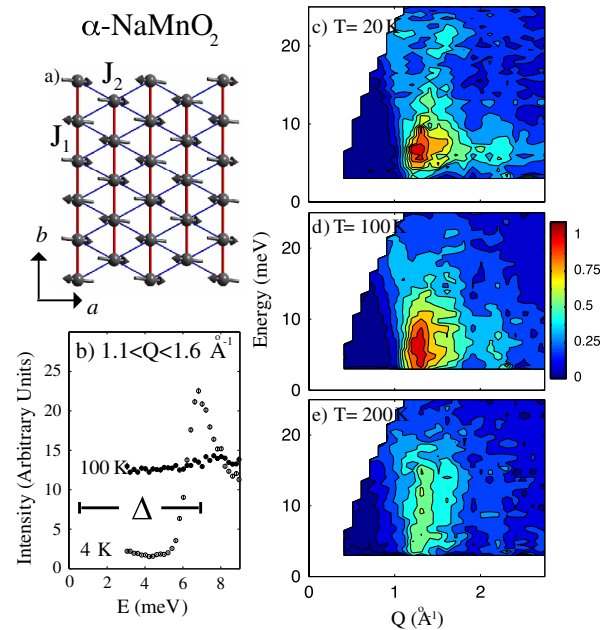 α-NaMnO2
a)
J2
J1
b
a
b) 1.1<Q<1.6 Å-1
Intensity (Arbitrary Units)
25
20
15
10
5
0
100 K
Δ
4 K
0 2 4 6 8
E (meV)
c) T= 20 K
20
10
0
d) T= 100 K
20
10
0
Energy (meV)
e) T= 200 K
20
10
0
0 1 2
Q (Å-1)
1
0.75
0.5
0.25
0